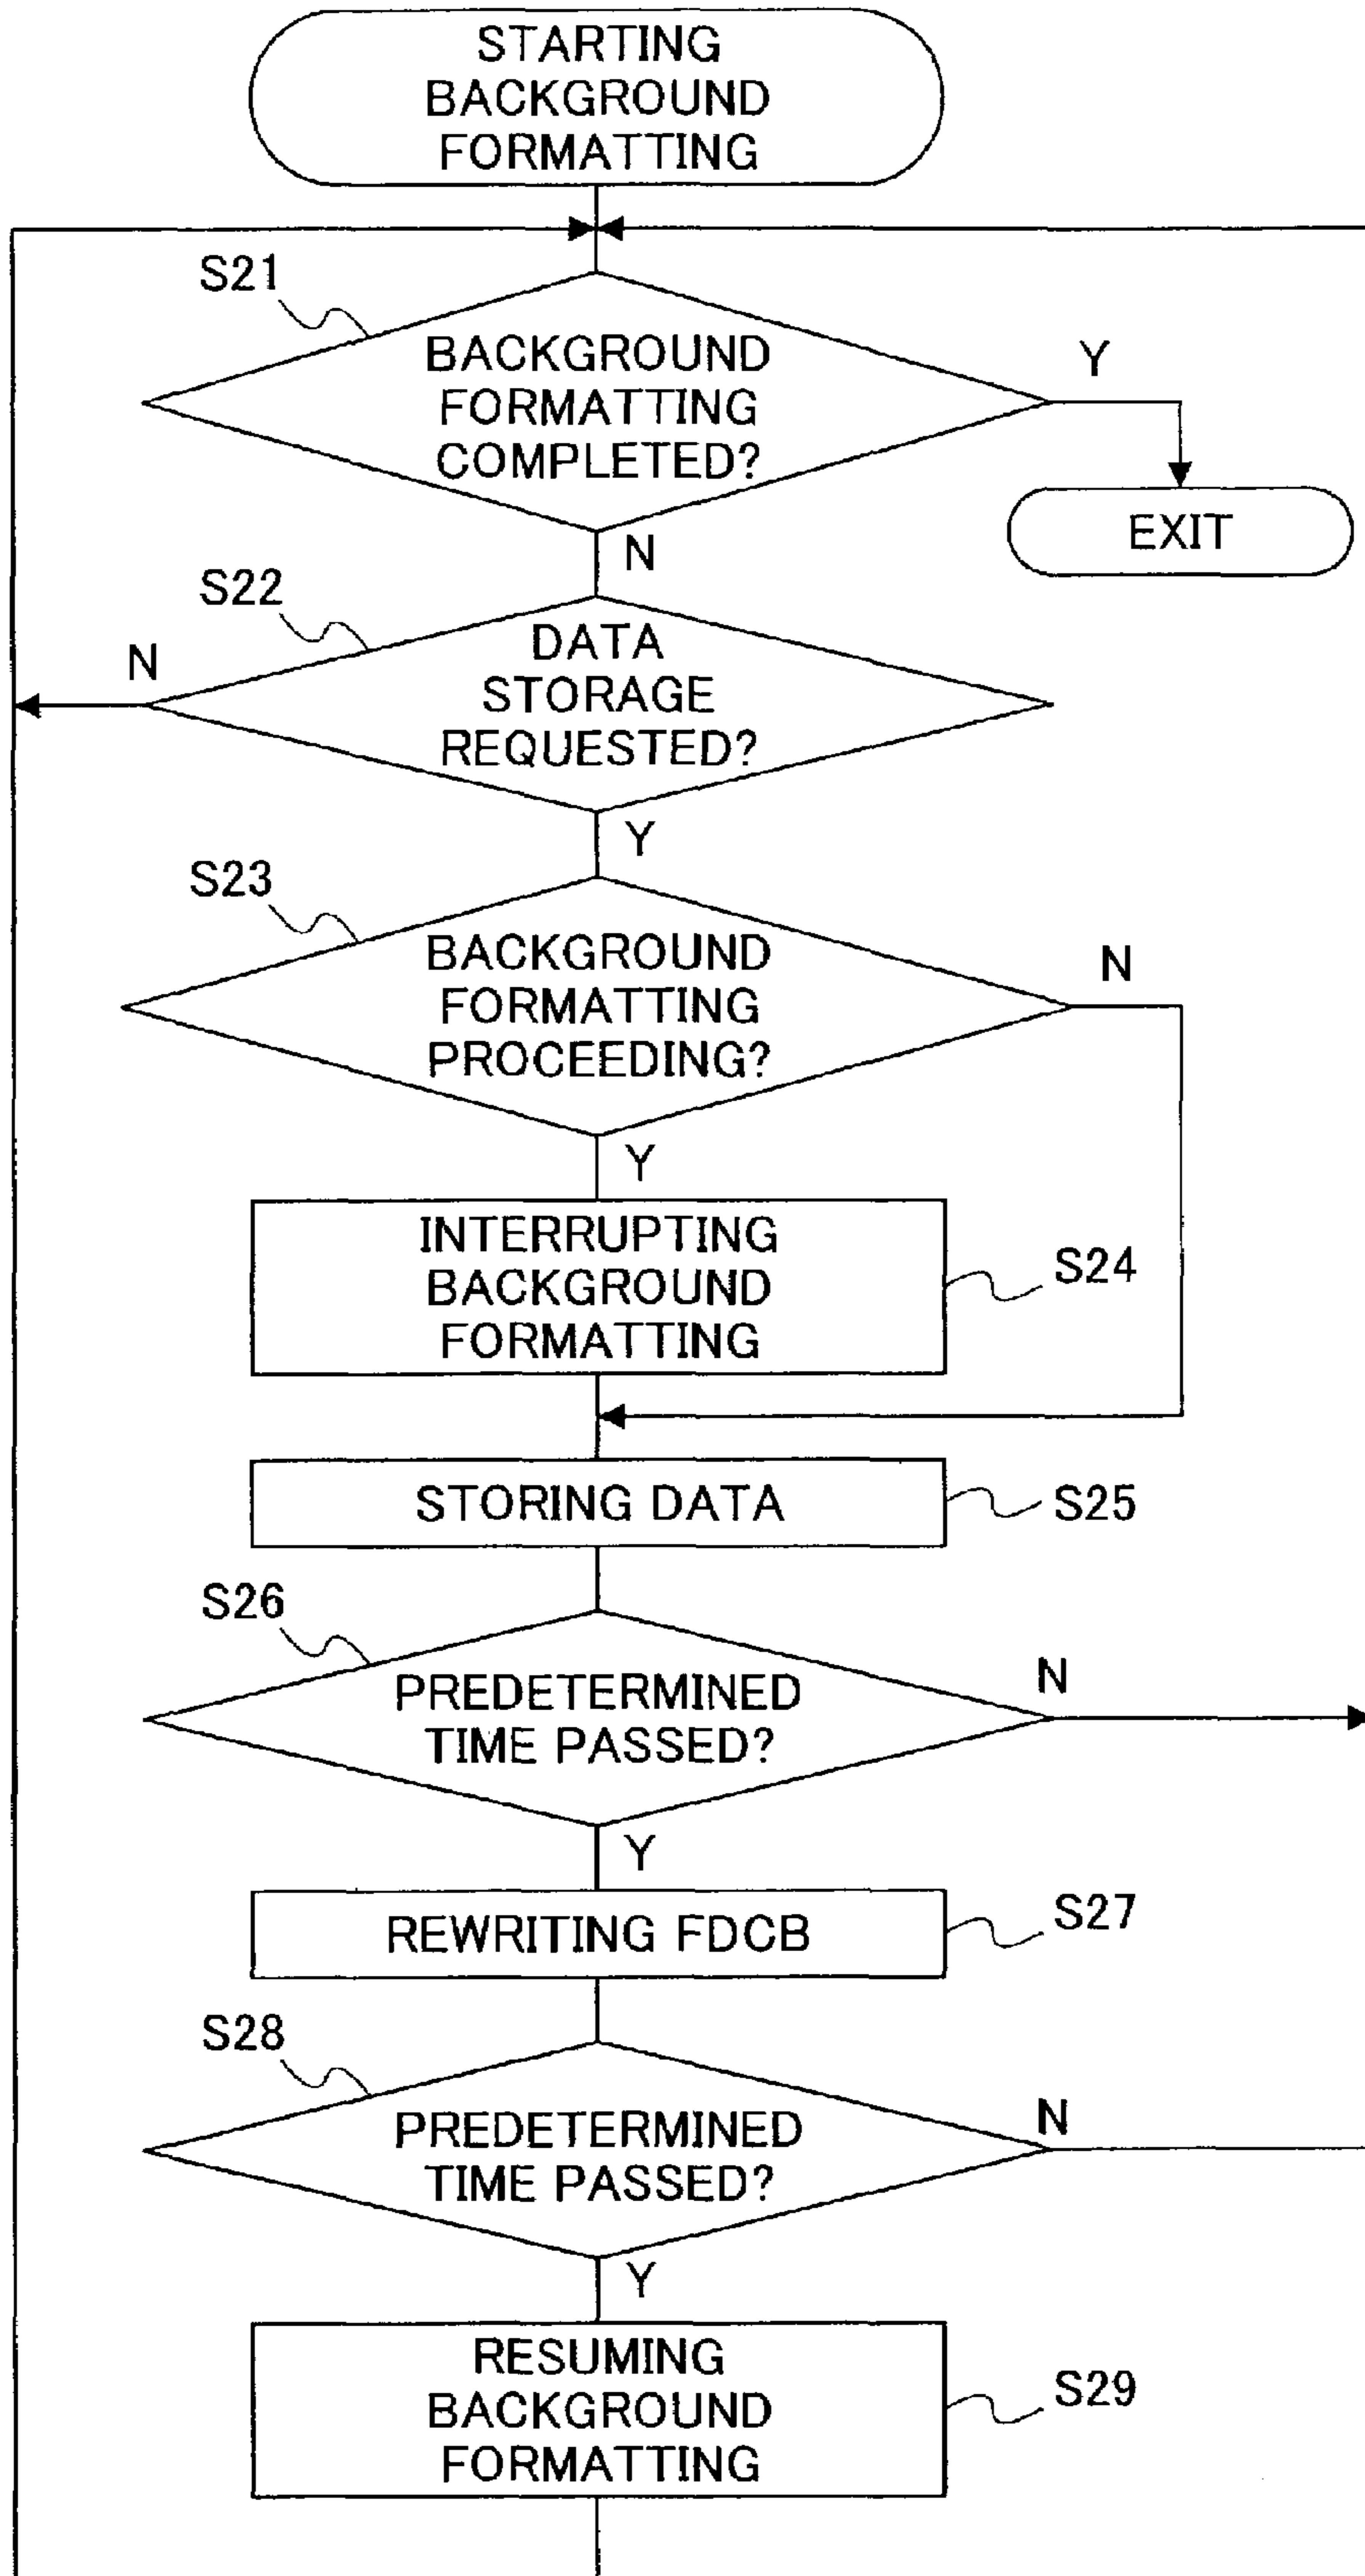 STARTING
BACKGROUND
FORMATTING
S21
BACKGROUND
FORMATTING
COMPLETED?
Y
EXIT
N
S22
DATA
STORAGE
REQUESTED?
N
Y
S23
BACKGROUND
FORMATTING
PROCEEDING?
N
Y
INTERRUPTING
BACKGROUND
FORMATTING
S24
STORING DATA
S25
S26
PREDETERMINED
TIME PASSED?
N
Y
REWRITING FDCB
S27
S28
PREDETERMINED
TIME PASSED?
N
Y
RESUMING
BACKGROUND
FORMATTING
S29